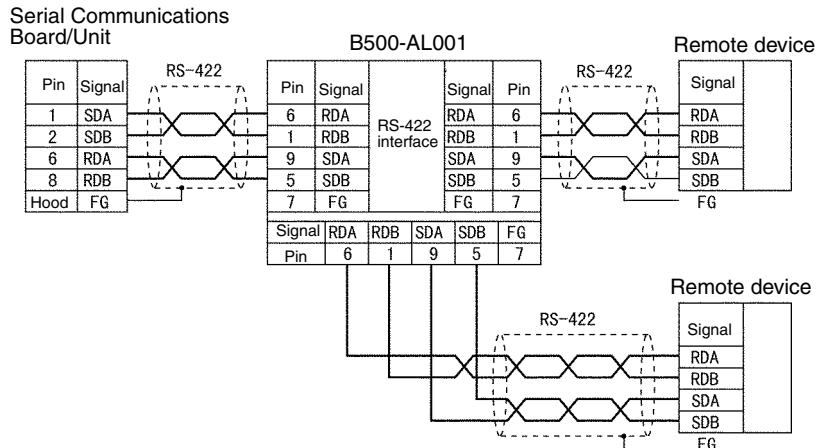 Serial Communications
Board/Unit
B500-AL001
Remote device
RS-422
RS-422
Pin Signal
Pin Signal
Signal Pin
Signal
1 SDA
6 RDA
RDA 6
RDA
2 SDB
1 RDB
RS-422
interface
RDB 1
RDB
6 RDA
9 SDA
SDA 9
SDA
8 RDB
5 SDB
SDB 5
SDB
Hood FG
7 FG
FG 7
FG
Signal RDA RDB SDA SDB FG
Pin 6 1 9 5 7
Remote device
RS-422
Signal
RDA
RDB
SDA
SDB
FG